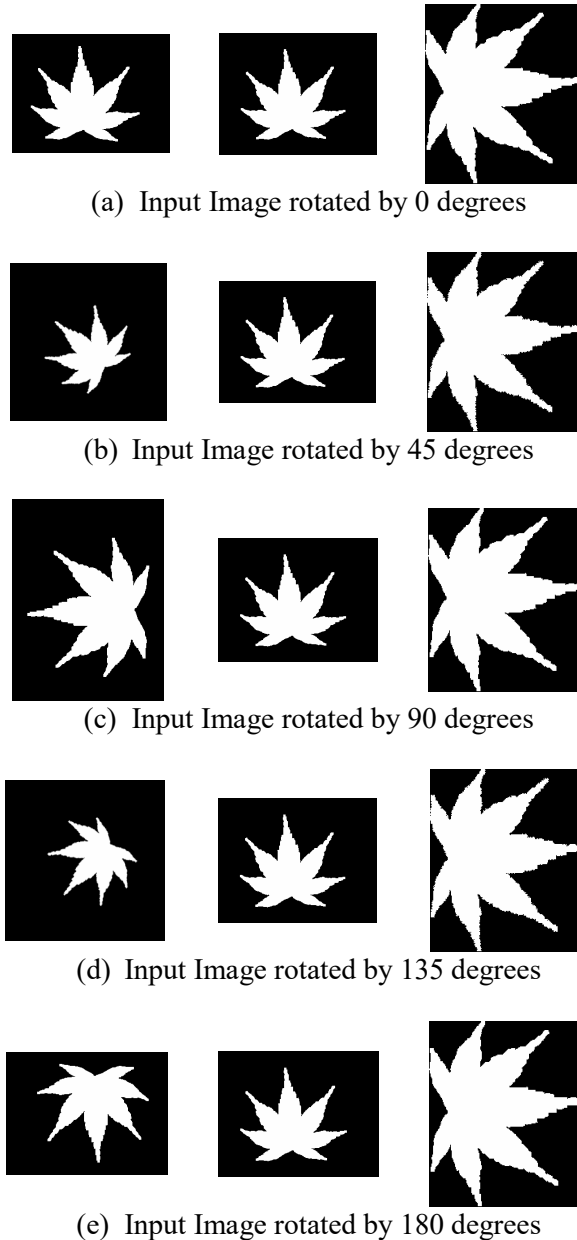 (a) Input Image rotated by 0 degrees
(b) Input Image rotated by 45 degrees
(c) Input Image rotated by 90 degrees
(d) Input Image rotated by 135 degrees
(e) Input Image rotated by 180 degrees